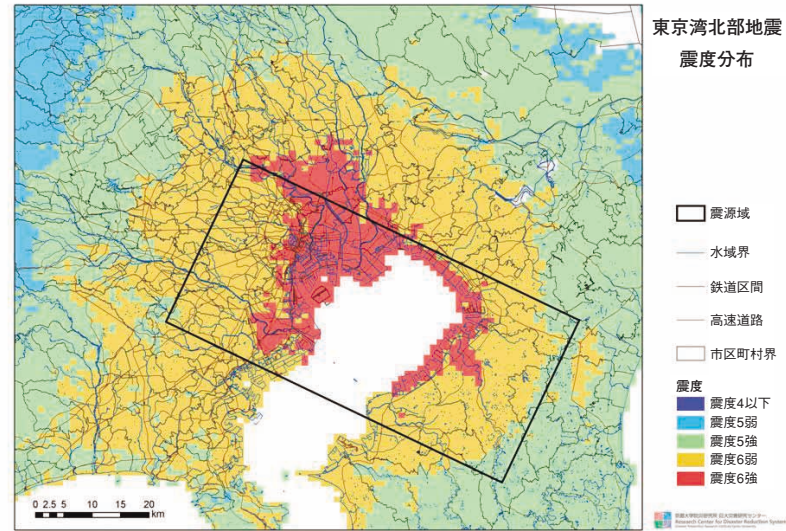 東京湾北部地震
震度分布
震源域
水域界
鉄道区間
高速道路
市区町村界
震度
震度4以下
震度5弱
震度5強
震度6弱
震度6強
0 2.5 5 10 15 20
km
Research Center for Disaster Reduction Systems